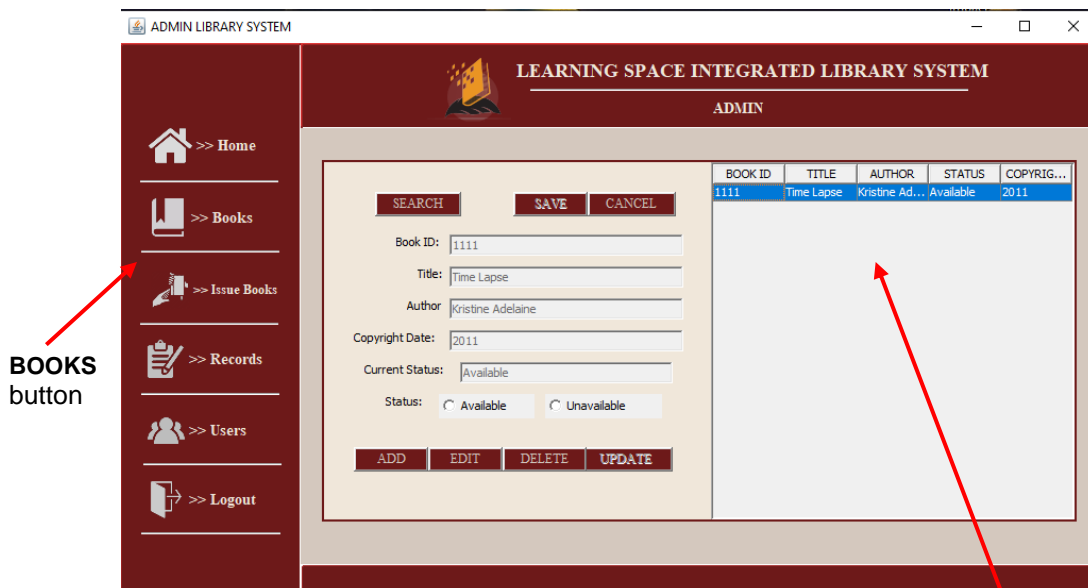 ADMIN LIBRARY SYSTEM
LEARNING SPACE INTEGRATED LIBRARY SYSTEM
ADMIN
>> Home
>> Books
>> Issue Books
>> Records
>> Users
>> Logout
BOOKS
button
SEARCH SAVE CANCEL
Book ID: 1111
Title: Time Lapse
Author Kristine Adelaine
Copyright Date: 2011
Current Status: Available
Status: Available Unavailable
ADD EDIT DELETE UPDATE
BOOK ID TITLE AUTHOR STATUS COPYRIG...
1111 Time Lapse Kristine Ad... Available 2011